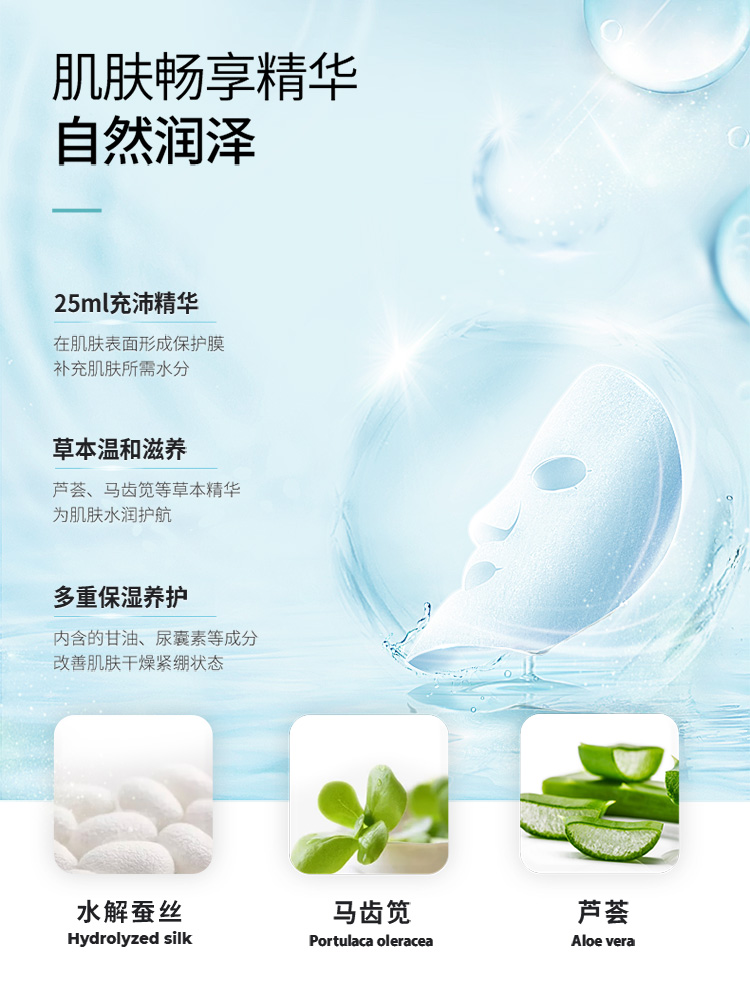 肌肤畅享精华
自然润泽
25ml充沛精华
在肌肤表面形成保护膜
补充肌肤所需水分
草本温和滋养
芦荟、马齿笕等草本精华
为肌肤水润护航
多重保湿养护
内含的甘油、尿囊素等成分
改善肌肤干燥紧绷状态
水解蚕丝
Hydrolyzed silk
马齿笕
Portulaca oleracea
芦荟
Aloe vera